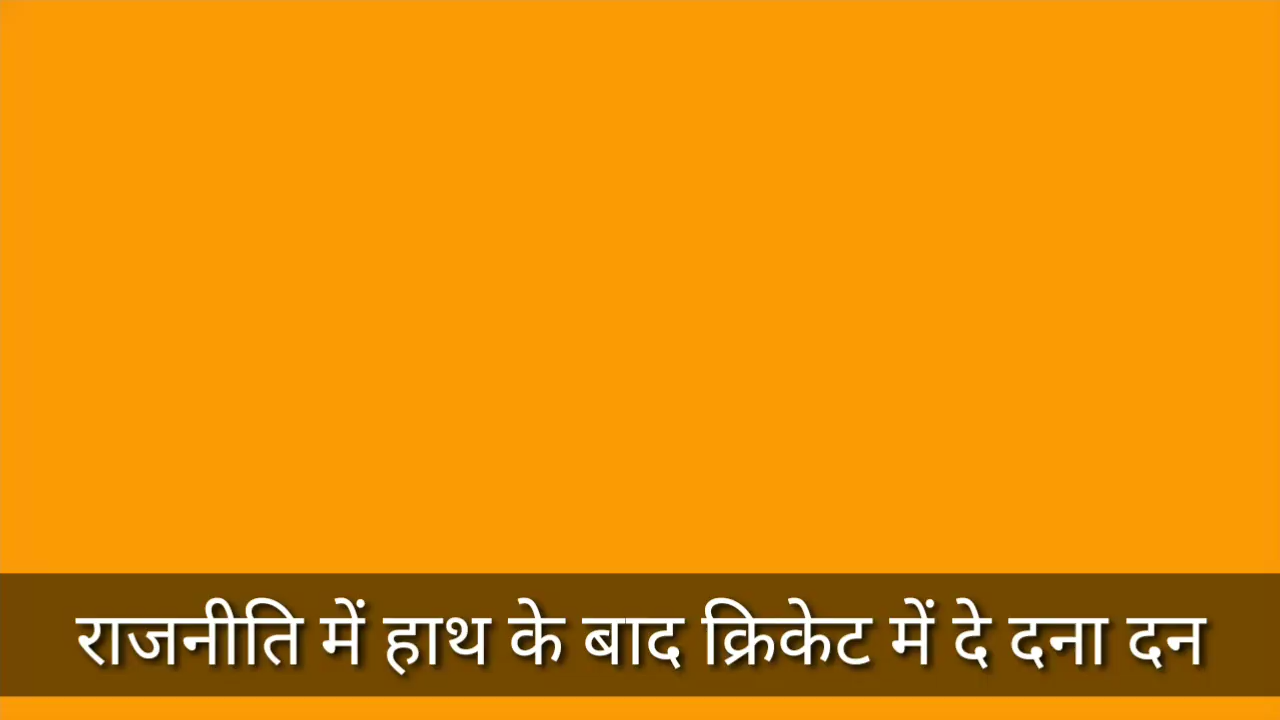 राजनीति में हाथ के बाद क्रिकेट में दे दना दन